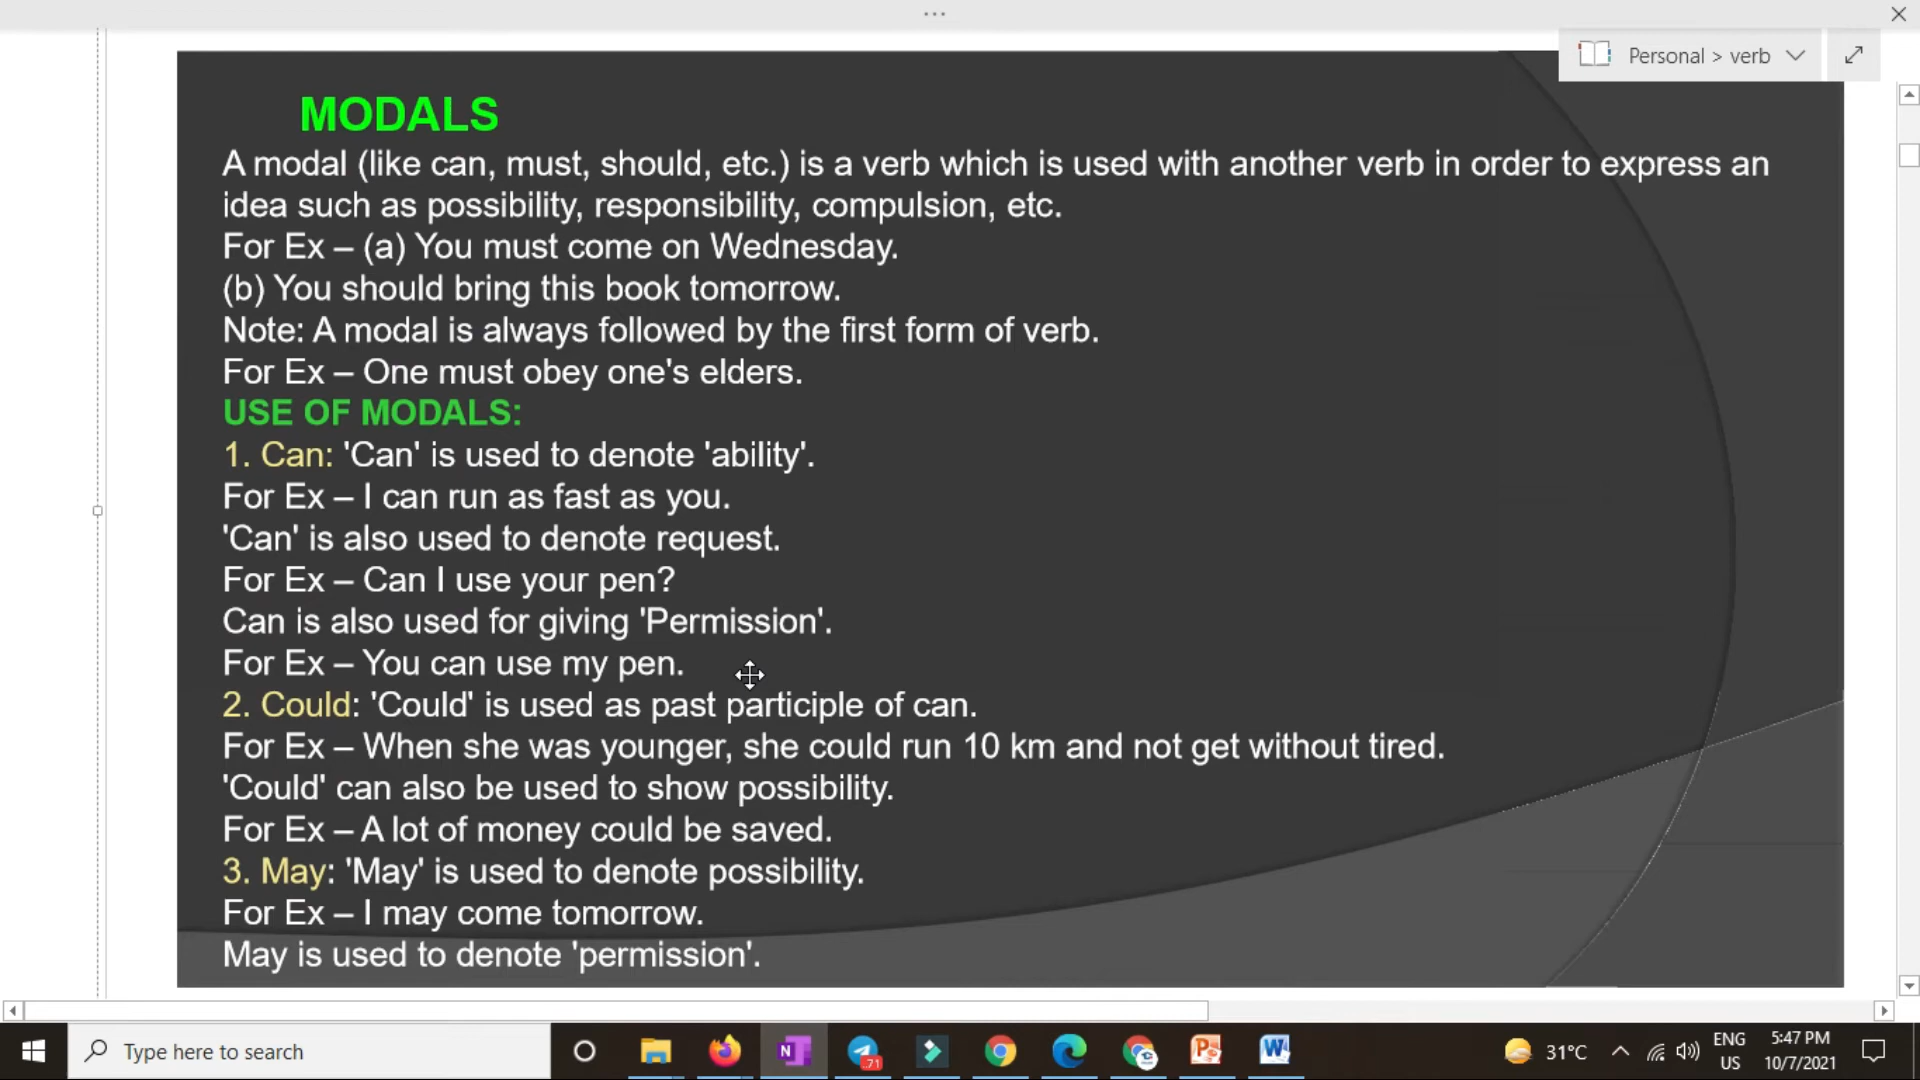 ...
Personal > verb
MODALS
A modal (like can, must, should, etc.) is a verb which is used with another verb in order to express an
idea such as possibility, responsibility, compulsion, etc.
For Ex – (a) You must come on Wednesday.
(b) You should bring this book tomorrow.
Note: A modal is always followed by the first form of verb.
For Ex – One must obey one's elders.
USE OF MODALS:
1. Can: 'Can' is used to denote 'ability'.
For Ex – I can run as fast as you.
'Can' is also used to denote request.
For Ex – Can I use your pen?
Can is also used for giving 'Permission'.
For Ex – You can use my pen.
2. Could: 'Could' is used as past participle of can.
For Ex – When she was younger, she could run 10 km and not get without tired.
'Could' can also be used to show possibility.
For Ex – A lot of money could be saved.
3. May: 'May' is used to denote possibility.
For Ex – I may come tomorrow.
May is used to denote 'permission'.
Type here to search
71
31°C
ENG
US
5:47 PM
10/7/2021